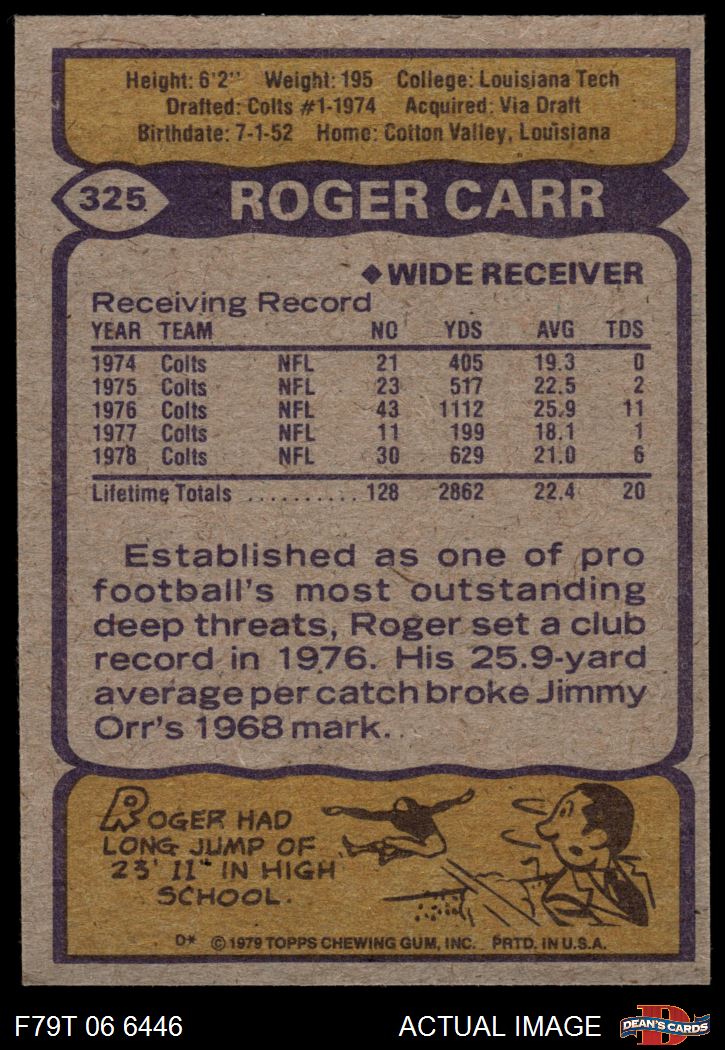 Height: 6'2" Weight: 195 College: Louisiana Tech
Drafted: Colts #1-1974 Acquired: Via Draft
Birthdate: 7-1-52 Home: Cotton Valley, Louisiana
325 ROGER CARR
◆WIDE RECEIVER
Receiving Record
YEAR TEAM NO YDS AVG TDS
1974 Colts NFL 21 405 19.3 0
1975 Colts NFL 23 517 22.5 2
1976 Colts NFL 43 1112 25.9 11
1977 Colts NFL 11 199 18.1 1
1978 Colts NFL 30 629 21.0 6
Lifetime Totals .......... 128 2862 22.4 20
Established as one of pro
football's most outstanding
deep threats, Roger set a club
record in 1976. His 25.9-yard
average per catch broke Jimmy
Orr's 1968 mark.
ROGER HAD
LONG JUMP OF
23' 11" IN HIGH
SCHOOL.
D* © 1979 TOPPS CHEWING GUM, INC. PRTD. IN U.S.A.
F79T 06 6446 ACTUAL IMAGE D DEAN'S CARDS